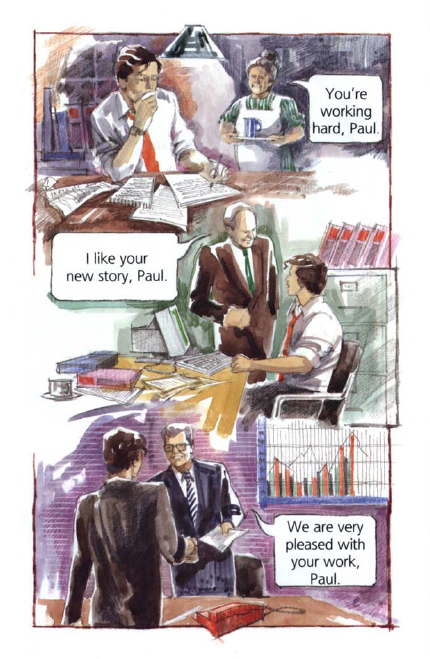 You're
working
hard, Paul.
I like your
new story, Paul.
We are very
pleased with
your work,
Paul.